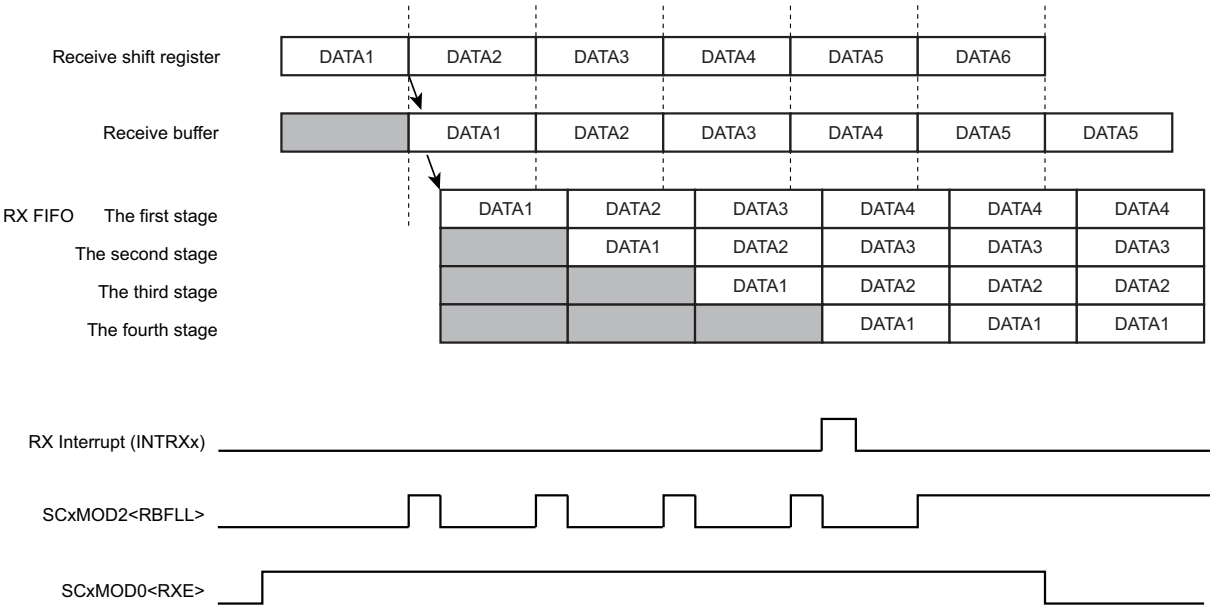 Receive shift register DATA1 DATA2 DATA3 DATA4 DATA5 DATA6
Receive buffer DATA1 DATA2 DATA3 DATA4 DATA5 DATA5
RX FIFO The first stage DATA1 DATA2 DATA3 DATA4 DATA4 DATA4
The second stage DATA1 DATA2 DATA3 DATA3 DATA3
The third stage DATA1 DATA2 DATA2 DATA2
The fourth stage DATA1 DATA1 DATA1
RX Interrupt (INTRXx)
SCxMOD2<RBFLL>
SCxMOD0<RXE>